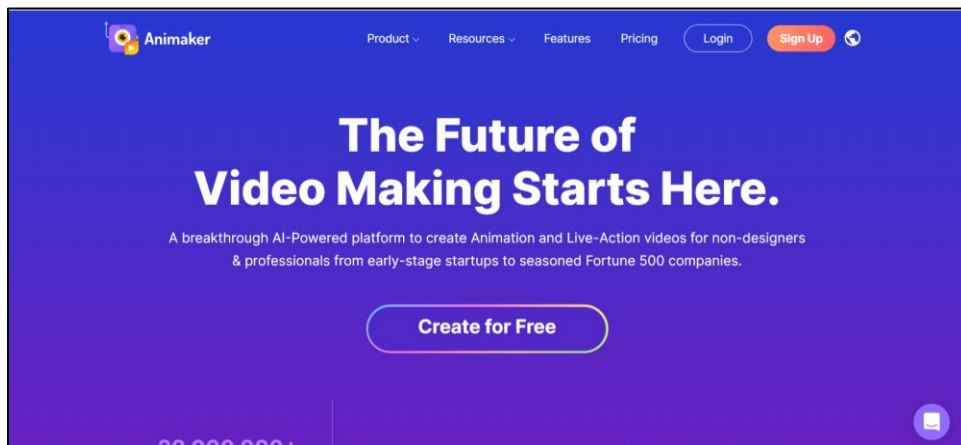 Animaker
Product
Resources
Features
Pricing
Login
Sign Up
The Future of
Video Making Starts Here.
A breakthrough AI-Powered platform to create Animation and Live-Action videos for non-designers
& professionals from early-stage startups to seasoned Fortune 500 companies.
Create for Free